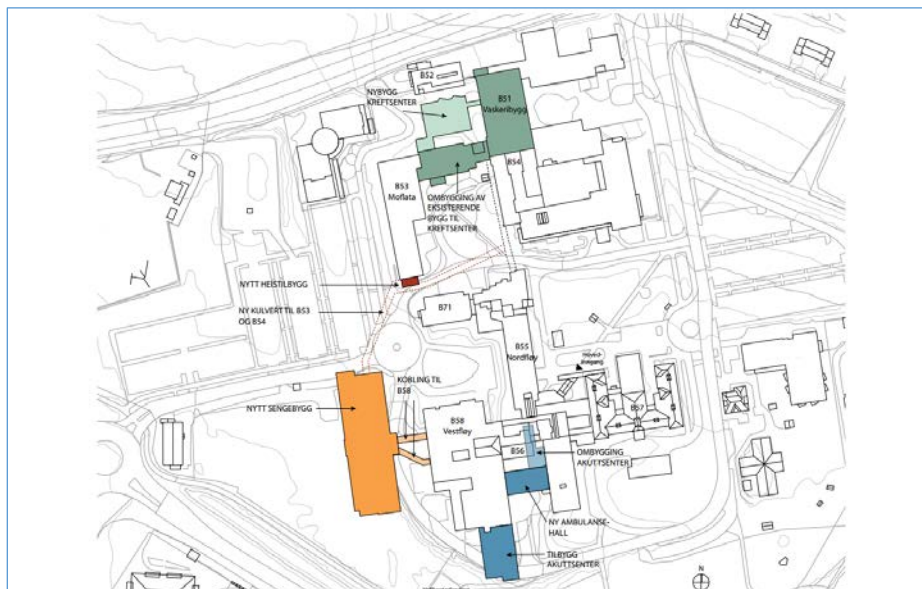 B52
NYBYGG
KREFTSENTER
B51
Vaskeribygg
B54
B53
Moflata
OMBYGGING AV
EKSISTERENDE
BYGG TIL
KREFTSENTER
NYTT HEISTILBYGG
NY KULVERT TIL B53
OG B54
B71
B55
Nordfløy
Hoved-
inngang
KOBLING TIL
B58
NYTT SENGEBYGG
B57
B58
Vestfløy
B56
OMBYGGING
AKUTTSENTER
NY AMBULANSE-
HALL
TILBYGG
AKUTTSENTER
N